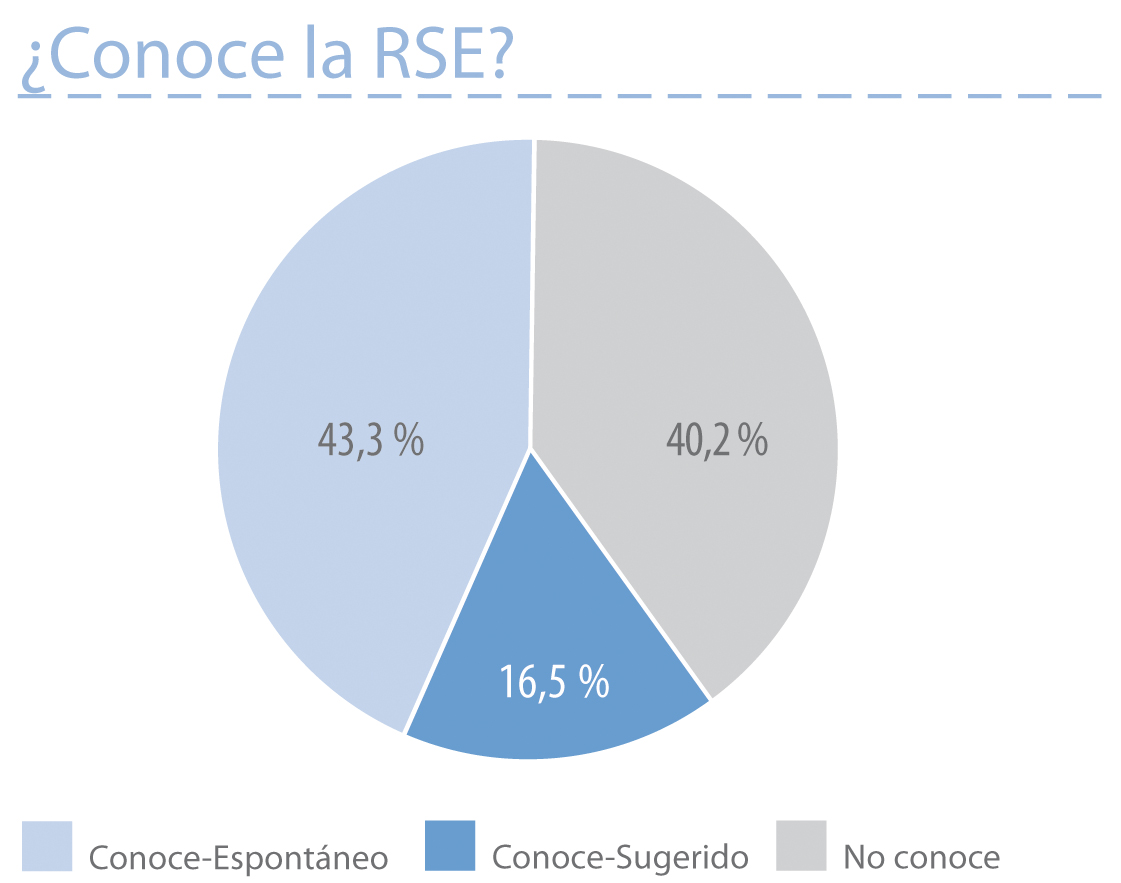 ¿Conoce la RSE?
43,3 %
40,2 %
16,5 %
Conoce-Espontáneo
Conoce-Sugerido
No conoce